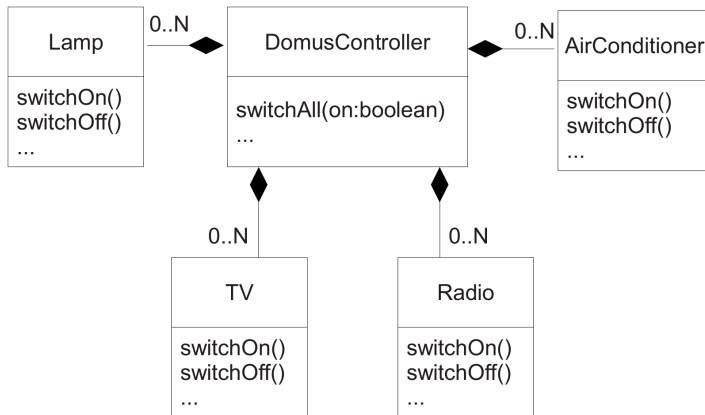 Lamp
switchOn()
switchOff()
...
0..N
DomusController
switchAll(on:boolean)
...
0..N
AirConditioner
switchOn()
switchOff()
...
0..N
TV
switchOn()
switchOff()
...
0..N
Radio
switchOn()
switchOff()
...